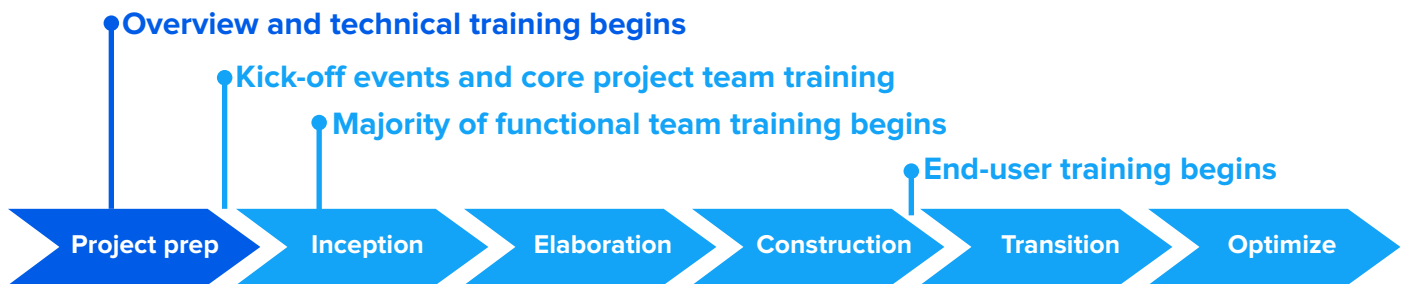 Overview and technical training begins
Kick-off events and core project team training
Majority of functional team training begins
End-user training begins
Project prep
Inception
Elaboration
Construction
Transition
Optimize